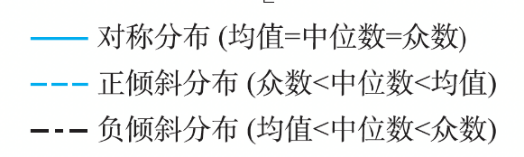 对称分布 (均值=中位数=众数)
正倾斜分布 (众数<中位数<均值)
负倾斜分布 (均值<中位数<众数)